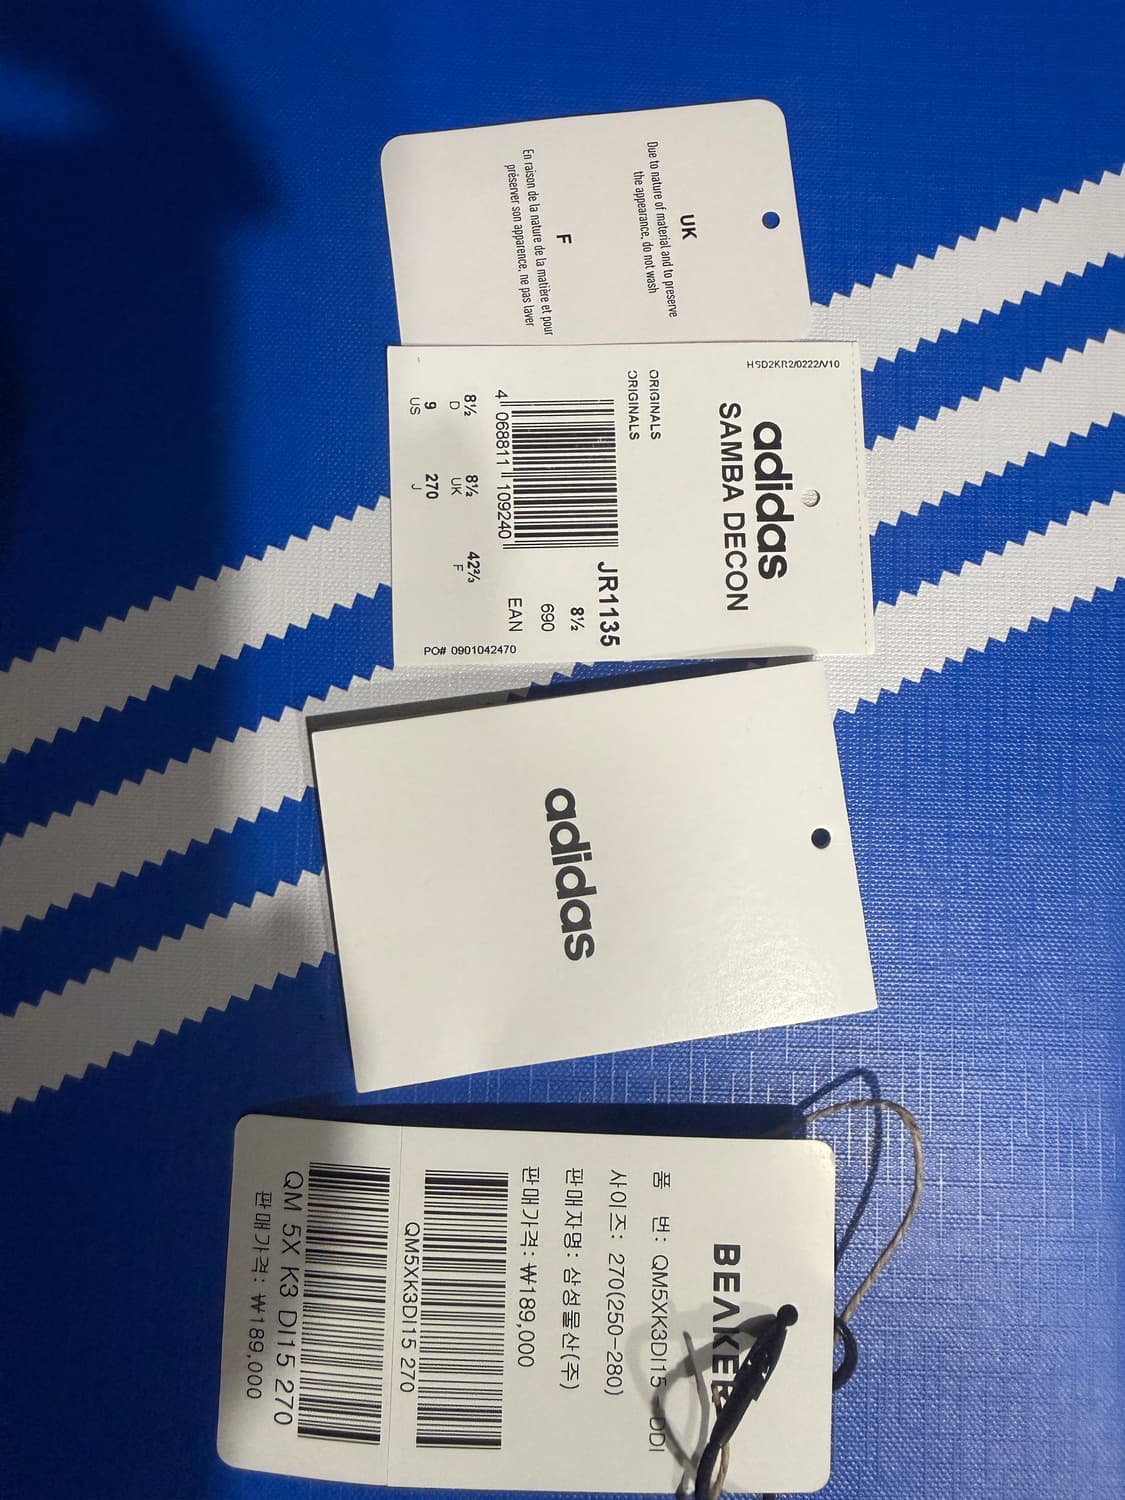 UK
Due to nature of material and to preserve
the appearance, do not wash
F
En raison de la nature de la matière et pour
préserver son apparence, ne pas laver
HSD2KR2/0222/V10
adidas
SAMBA DECON
ORIGINALS
ORIGINALS
JR1135
8½
690
4 068811 109240
EAN
8½ 8½ 42⅔
D UK F
9 270
US J
PO# 0901042470
adidas
BEAKER
품 번: QM5XK3DI15 DDI
사이즈: 270(250-280)
판매자명: 삼성물산(주)
판매가격: ₩189,000
QM5XK3DI15 270
QM 5X K3 DI15 270
판매가격: ₩189,000